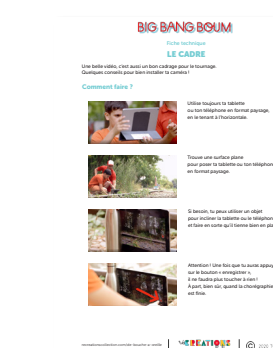 BIG BANG BOUM
Fiche technique
LE CADRE
Une belle vidéo, c'est aussi un bon cadrage pour le tournage.
Quelques conseils pour bien installer ta caméra !
Comment faire ?
Utilise toujours ta tablette
ou ton téléphone en format paysage,
en le tenant à l'horizontale.
Trouve une surface plane
pour poser ta tablette ou ton téléphon
en format paysage.
Si besoin, tu peux utiliser un objet
pour incliner ta tablette ou le téléphon
et faire en sorte qu'il tienne bien en pla
Attention ! Une fois que tu auras appuy
sur le bouton « enregistrer »,
il ne faudra plus toucher à rien !
À part, bien sûr, quand la chorégraphie
est finie.
CRÉATIONS
© 2020